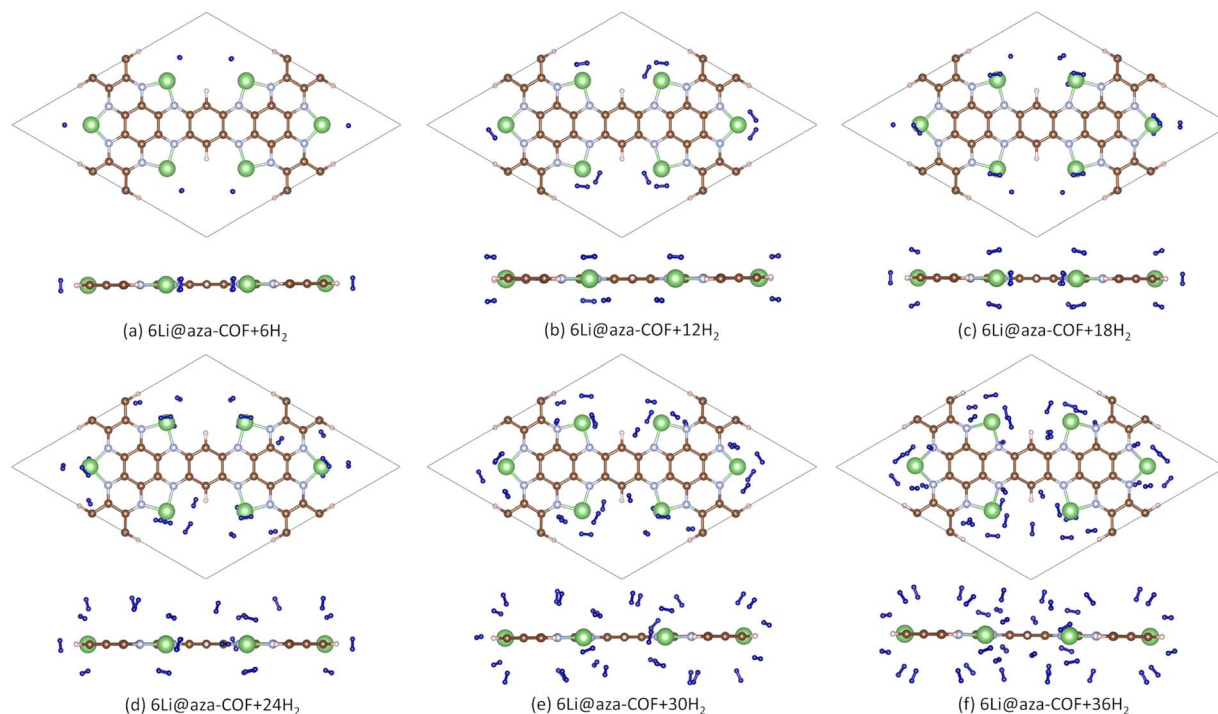 (a) 6Li@aza-COF+6H₂
(b) 6Li@aza-COF+12H₂
(c) 6Li@aza-COF+18H₂
(d) 6Li@aza-COF+24H₂
(e) 6Li@aza-COF+30H₂
(f) 6Li@aza-COF+36H₂